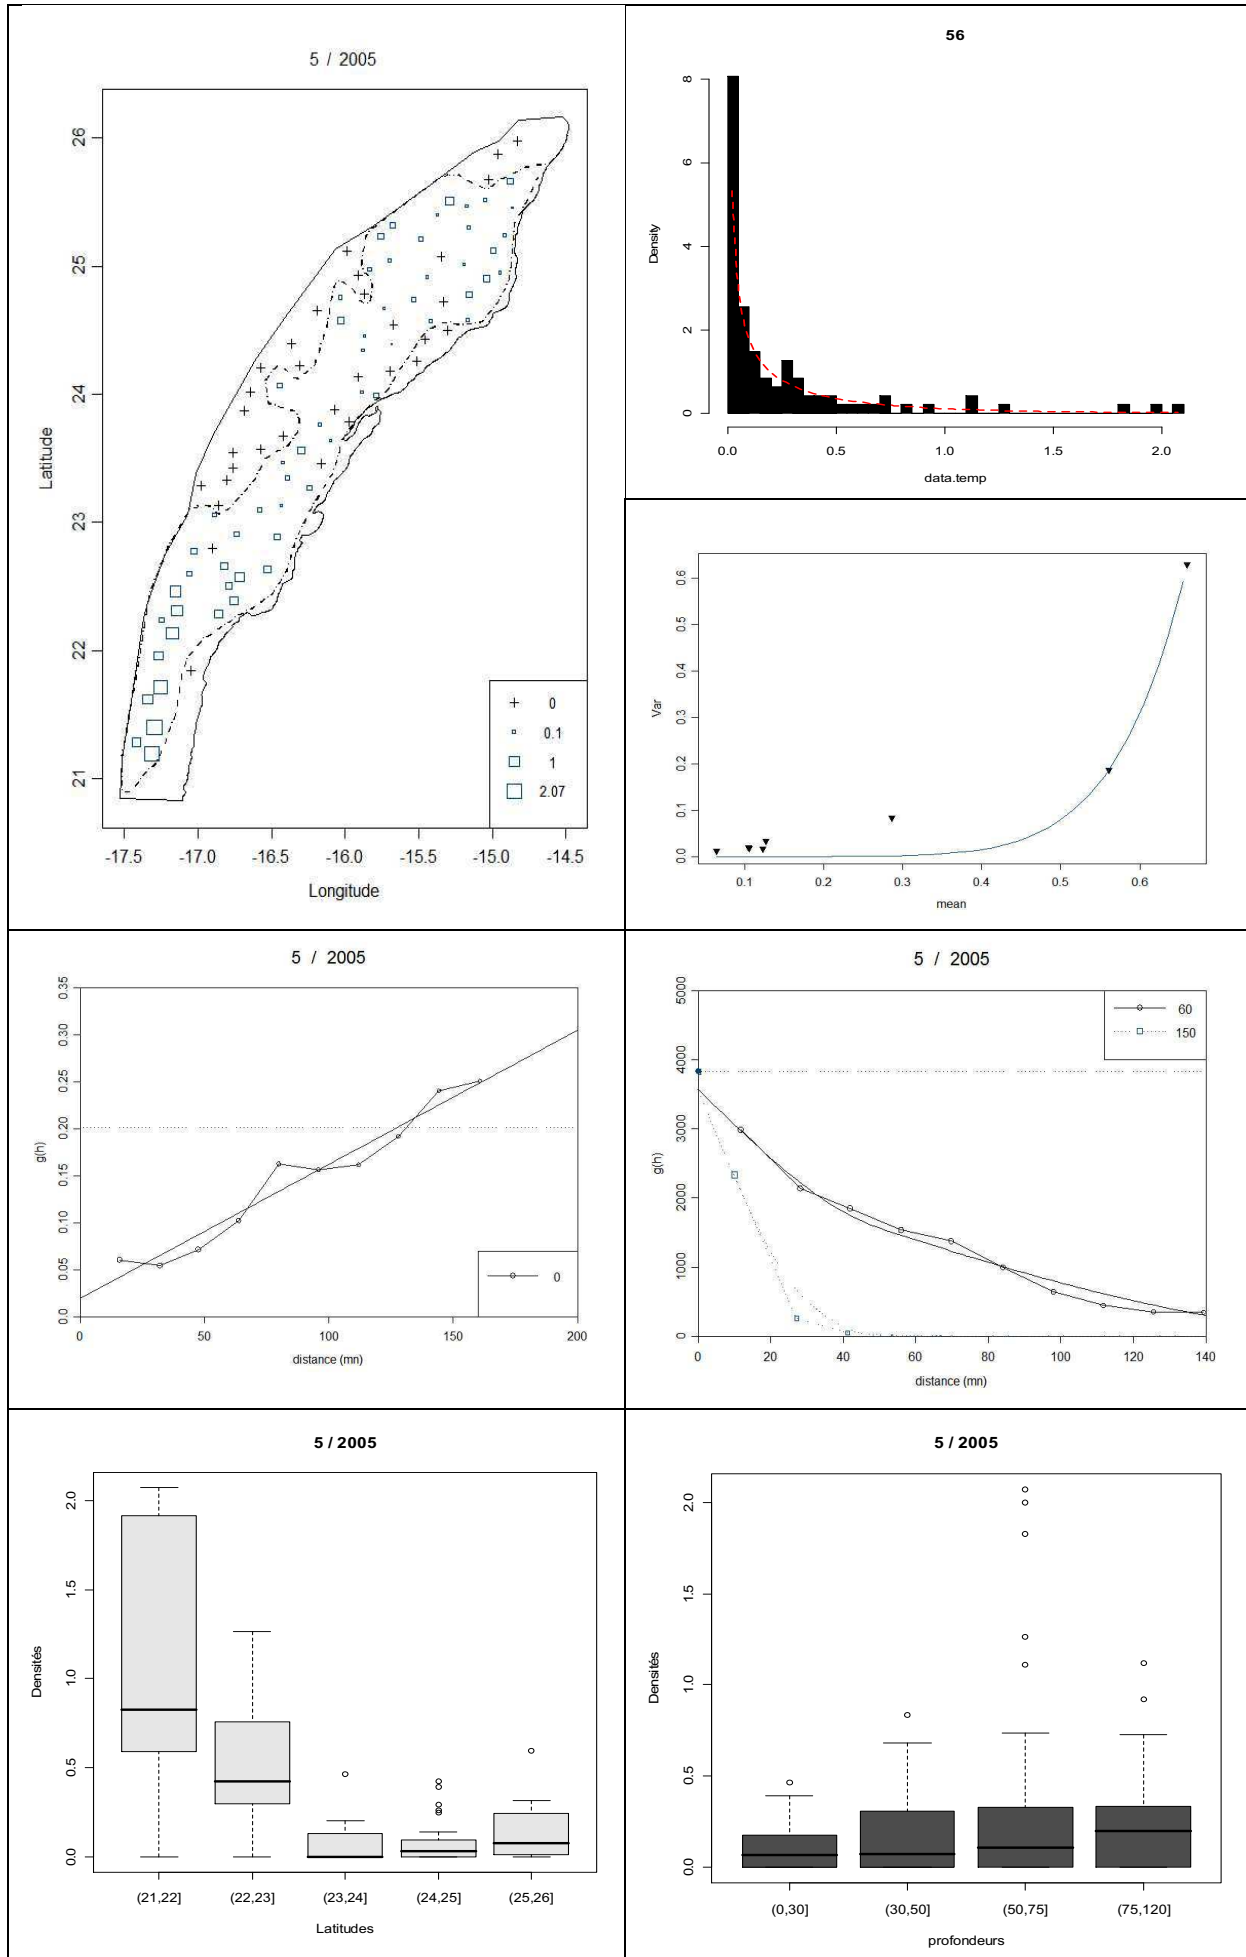 5 / 2005
Latitude
26
25
24
23
22
21
0
0.1
1
2.07
-17.5 -17.0 -16.5 -16.0 -15.5 -15.0 -14.5
Longitude
56
Density
8
6
4
2
0
0.0 0.5 1.0 1.5 2.0
data.temp
Var
0.6
0.5
0.4
0.3
0.2
0.1
0.0
0.1 0.2 0.3 0.4 0.5 0.6
mean
5 / 2005
g(h)
0.35
0.30
0.25
0.20
0.15
0.10
0.05
0.0
0
0 50 100 150 200
distance (mn)
5 / 2005
g(h)
5000
4000
3000
2000
1000
0
60
150
0 20 40 60 80 100 120 140
distance (mn)
5 / 2005
Densités
2.0
1.5
1.0
0.5
0.0
(21,22] (22,23] (23,24] (24,25] (25,26]
Latitudes
5 / 2005
Densités
2.0
1.5
1.0
0.5
0.0
(0,30] (30,50] (50,75] (75,120]
profondeurs